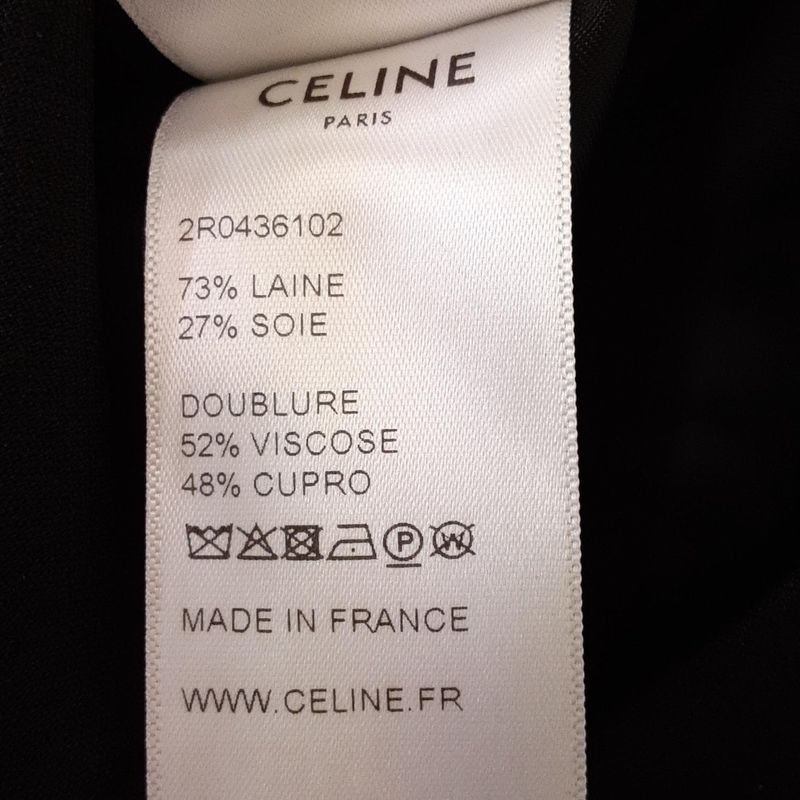 CELINE
PARIS
2R0436102
73% LAINE
27% SOIE
DOUBLURE
52% VISCOSE
48% CUPRO
P W
MADE IN FRANCE
WWW.CELINE.FR